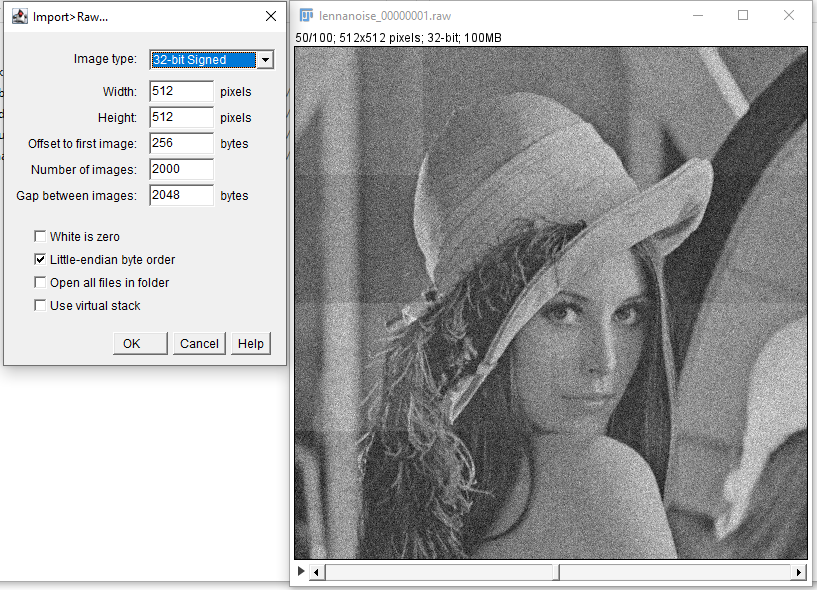 Import>Raw...
Image type: 32-bit Signed
Width: 512 pixels
Height: 512 pixels
Offset to first image: 256 bytes
Number of images: 2000
Gap between images: 2048 bytes
White is zero
Little-endian byte order
Open all files in folder
Use virtual stack
OK Cancel Help
lennanoise_00000001.raw
50/100; 512x512 pixels; 32-bit; 100MB